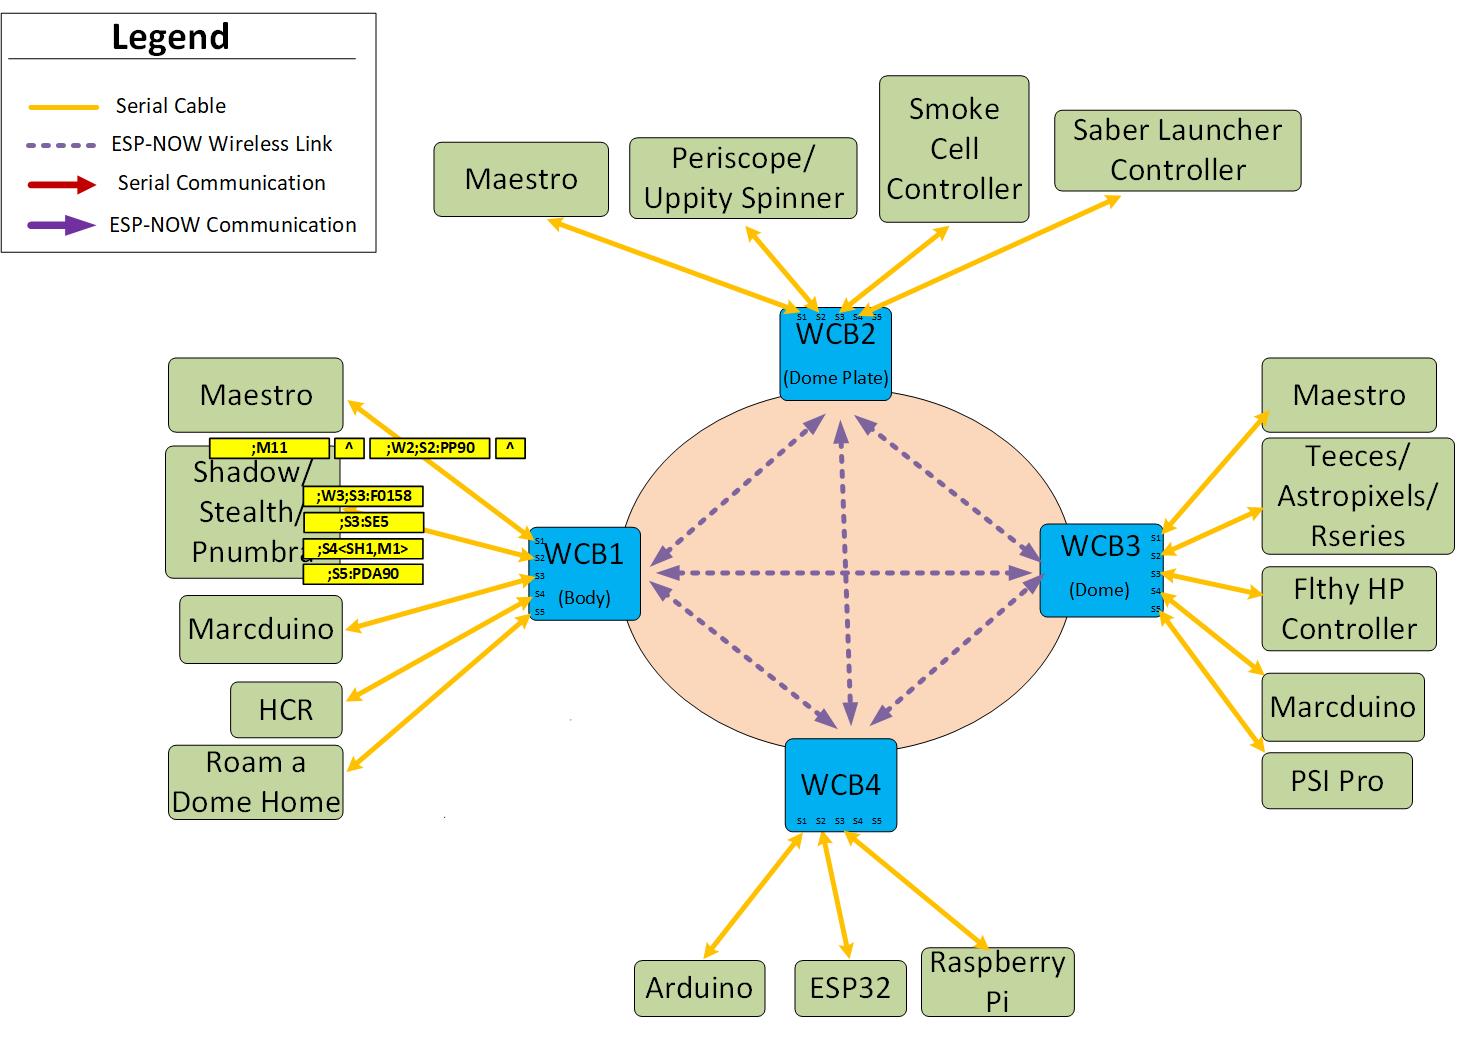 Legend
Serial Cable
ESP-NOW Wireless Link
Serial Communication
ESP-NOW Communication
Maestro
Periscope/
Uppity Spinner
Smoke
Cell
Controller
Saber Launcher
Controller
S1 S2 S3 S4 S5
WCB2
(Dome Plate)
Maestro
;M11 ^ ;W2;S2:PP90 ^
Shadow/
Stealth/
Pnumbra
;W3;S3:F0158
;S3:SE5
;S4<SH1,M1>
;S5:PDA90
Marcduino
HCR
Roam a
Dome Home
S1
S2
S3
S4
S5
WCB1
(Body)
WCB3
(Dome)
S1
S2
S3
S4
S5
Maestro
Teeces/
Astropixels/
Rseries
Flthy HP
Controller
Marcduino
PSI Pro
WCB4
S1 S2 S3 S4 S5
Arduino
ESP32
Raspberry
Pi